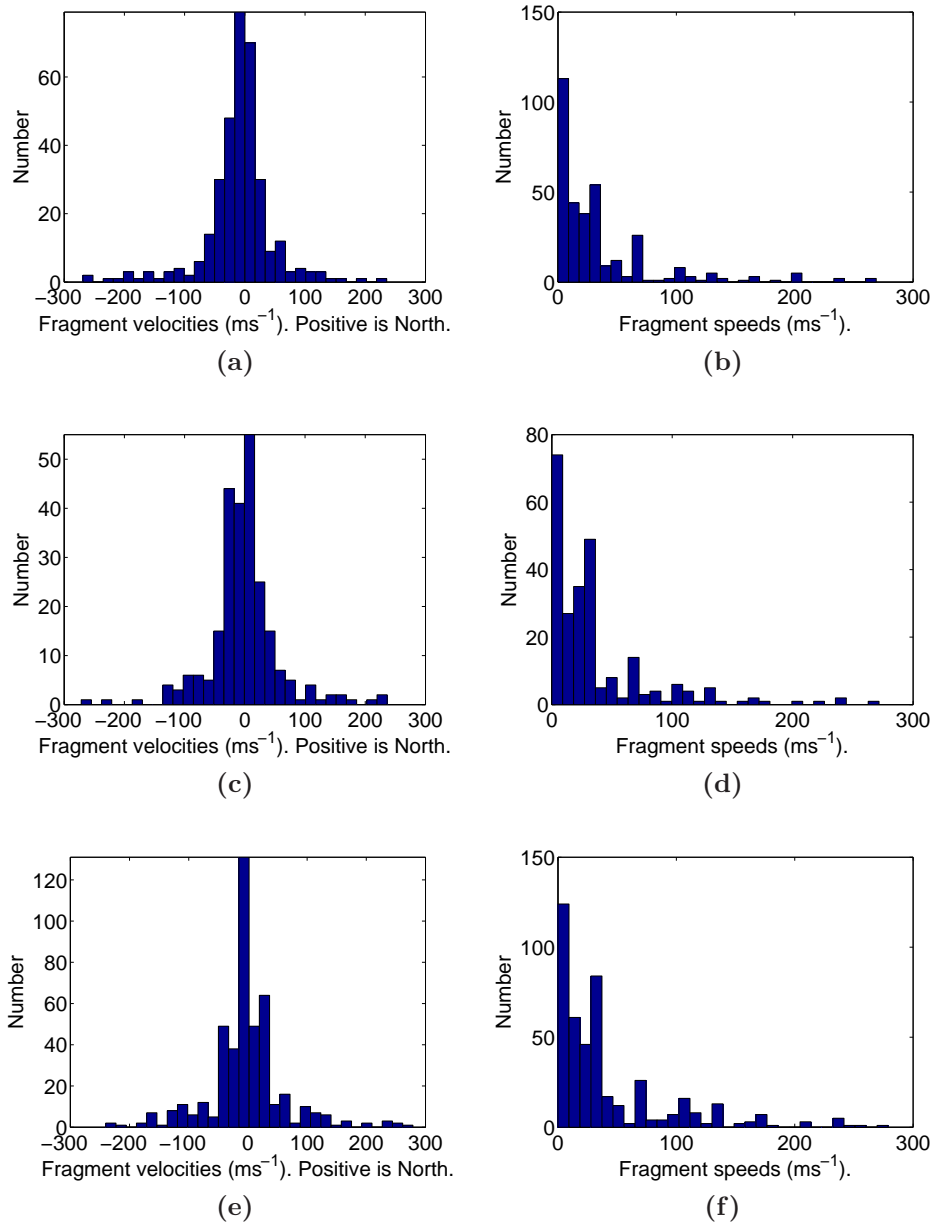 Number
60
40
20
0
−300 −200 −100 0 100 200 300
Fragment velocities (ms⁻¹). Positive is North.
(a)
Number
150
100
50
0
0 100 200 300
Fragment speeds (ms⁻¹).
(b)
Number
50
40
30
20
10
0
−300 −200 −100 0 100 200 300
Fragment velocities (ms⁻¹). Positive is North.
(c)
Number
80
60
40
20
0
0 100 200 300
Fragment speeds (ms⁻¹).
(d)
Number
120
100
80
60
40
20
0
−300 −200 −100 0 100 200 300
Fragment velocities (ms⁻¹). Positive is North.
(e)
Number
150
100
50
0
0 100 200 300
Fragment speeds (ms⁻¹).
(f)